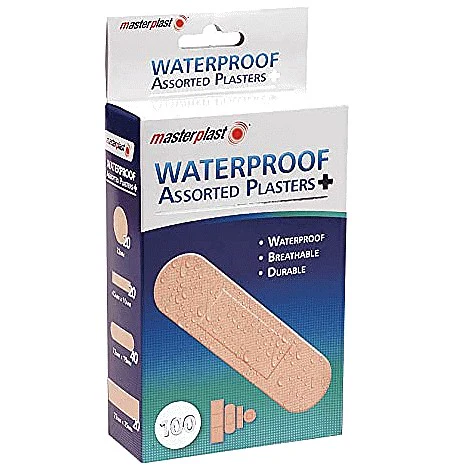 masterplast
WATERPROOF
ASSORTED PLASTERS
masterplast
WATERPROOF
ASSORTED PLASTERS
• WATERPROOF
• BREATHABLE
• DURABLE
20
20
40
20
100